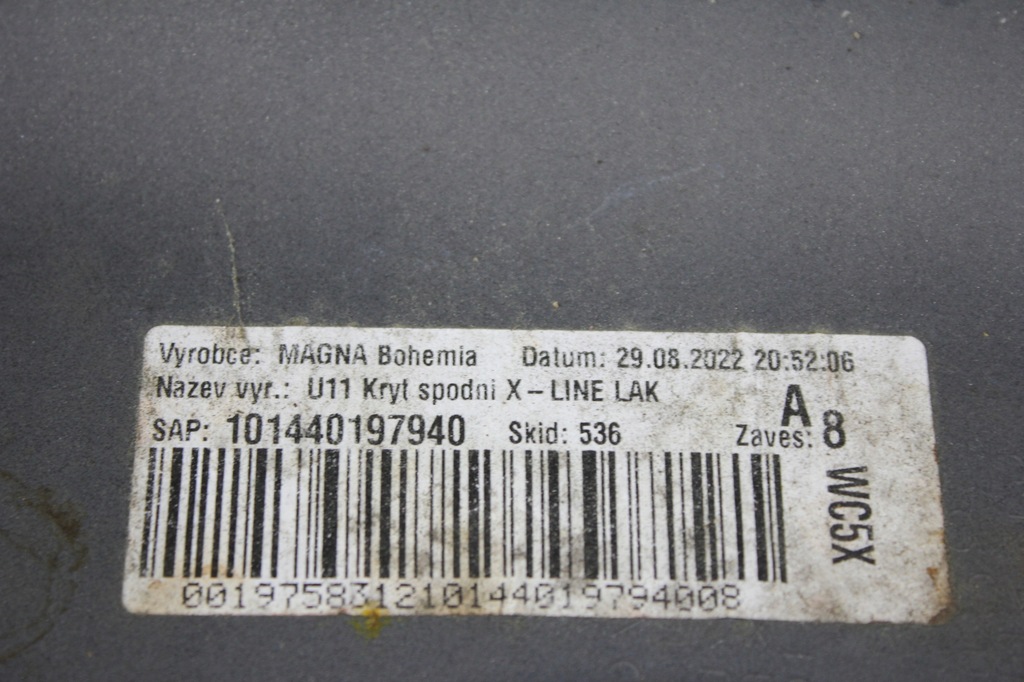 Vyrobce: MAGNA Bohemia Datum: 29.08.2022 20:52:06
Nazev vyr.: U11 Kryt spodni X-LINE LAK
A
SAP: 101440197940 Skid: 536 Zaves: 8
WC5X
001975831210144019794008